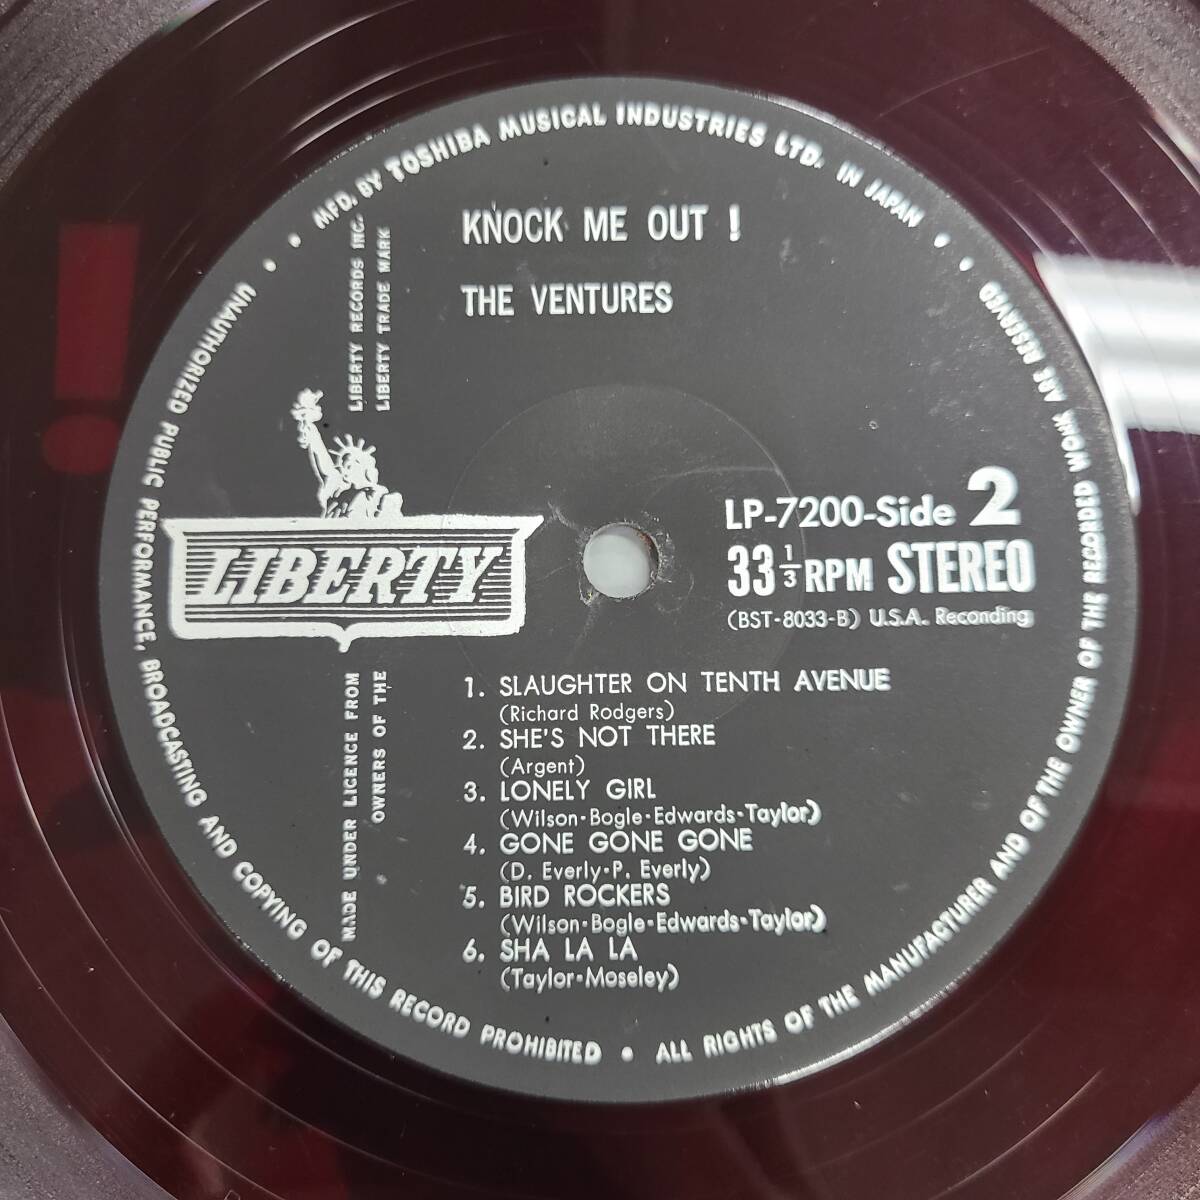 MFD. BY TOSHIBA MUSICAL INDUSTRIES LTD. IN JAPAN
KNOCK ME OUT !
THE VENTURES
LIBERTY RECORDS INC.
LIBERTY TRADE MARK
LIBERTY
LP-7200-Side 2
33 1/3 RPM STEREO
(BST-8033-B) U.S.A. Recording
MADE UNDER LICENCE FROM
OWNERS OF THE
1. SLAUGHTER ON TENTH AVENUE
(Richard Rodgers)
2. SHE'S NOT THERE
(Argent)
3. LONELY GIRL
(Wilson-Bogle-Edwards-Taylor)
4. GONE GONE GONE
(D. Everly-P. Everly)
5. BIRD ROCKERS
(Wilson-Bogle-Edwards-Taylor)
6. SHA LA LA
(Taylor-Moseley)
• UNAUTHORIZED PUBLIC PERFORMANCE, BROADCASTING AND COPYING OF THIS RECORD PROHIBITED • ALL RIGHTS OF THE MANUFACTURER AND OF THE OWNER OF THE RECORDED WORK ARE RESERVED •